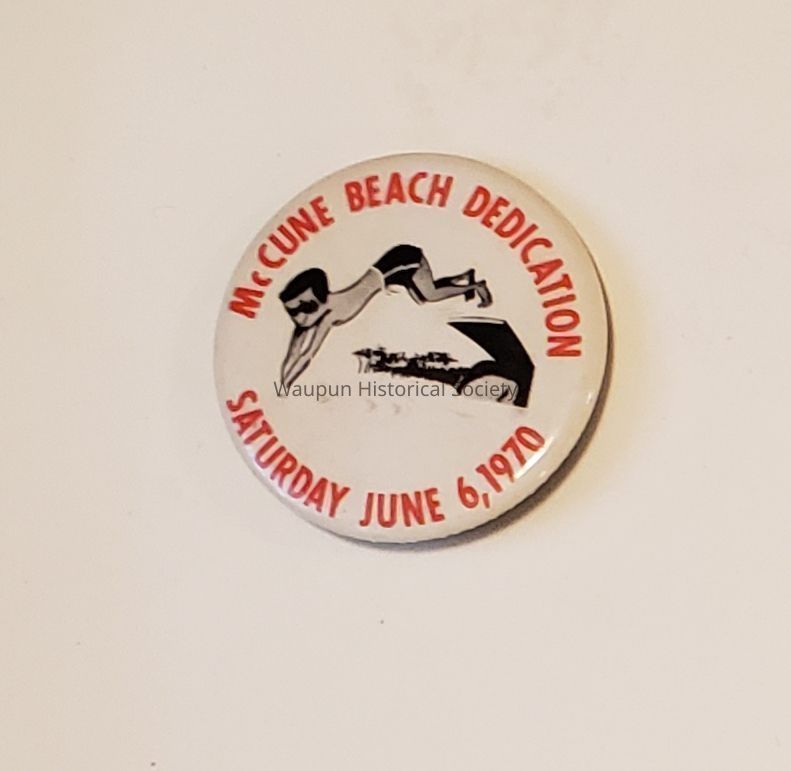 McCUNE BEACH DEDICATION
Waupun Historical Society
SATURDAY JUNE 6, 1970